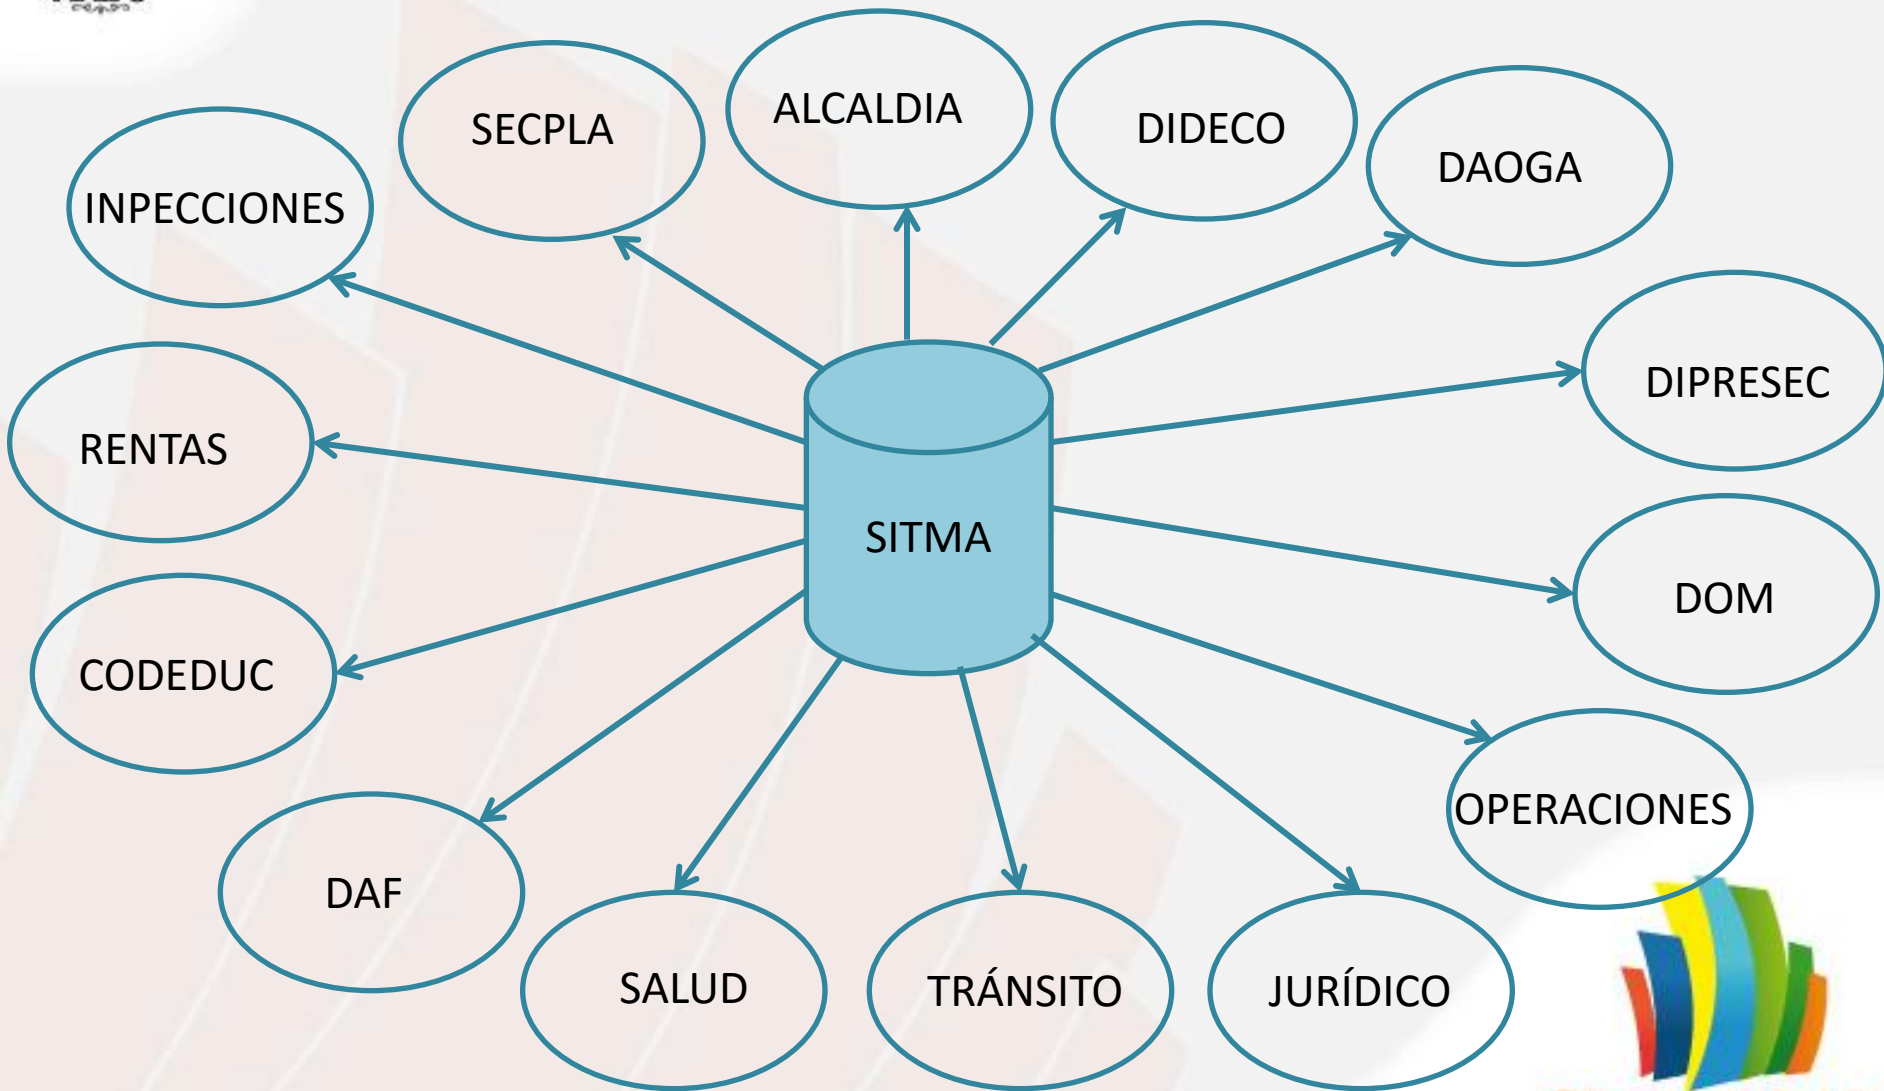 ALCALDIA
SECPLA
DIDECO
DAOGA
INPECCIONES
DIPRESEC
RENTAS
SITMA
DOM
CODEDUC
OPERACIONES
DAF
SALUD
TRÁNSITO
JURÍDICO